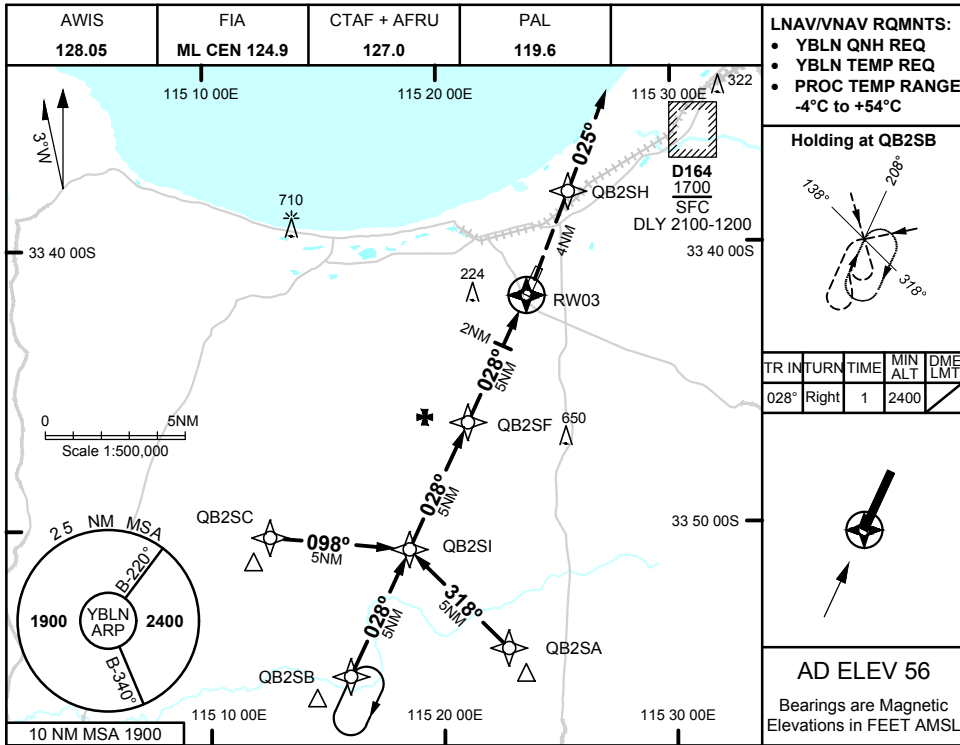 AWIS
128.05
FIA
ML CEN 124.9
CTAF + AFRU
127.0
PAL
119.6
LNAV/VNAV RQMNTS:
• YBLN QNH REQ
• YBLN TEMP REQ
• PROC TEMP RANGE
-4°C to +54°C
115 10 00E
115 20 00E
115 30 00E
322
3°W
025°
QB2SH
D164
1700
SFC
DLY 2100-1200
710
4NM
33 40 00S
33 40 00S
224
RW03
2NM
028°
5NM
QB2SF
650
0
5NM
Scale 1:500,000
028°
5NM
33 50 00S
QB2SC
098°
5NM
QB2SI
25 NM MSA
B-220°
1900
YBLN
ARP
2400
B-340°
028°
5NM
318°
5NM
QB2SA
QB2SB
115 10 00E
115 20 00E
115 30 00E
10 NM MSA 1900
Holding at QB2SB
138°
208°
318°
TR IN
TURN
TIME
MIN
ALT
DME
LMT
028°
Right
1
2400
AD ELEV 56
Bearings are Magnetic
Elevations in FEET AMSL